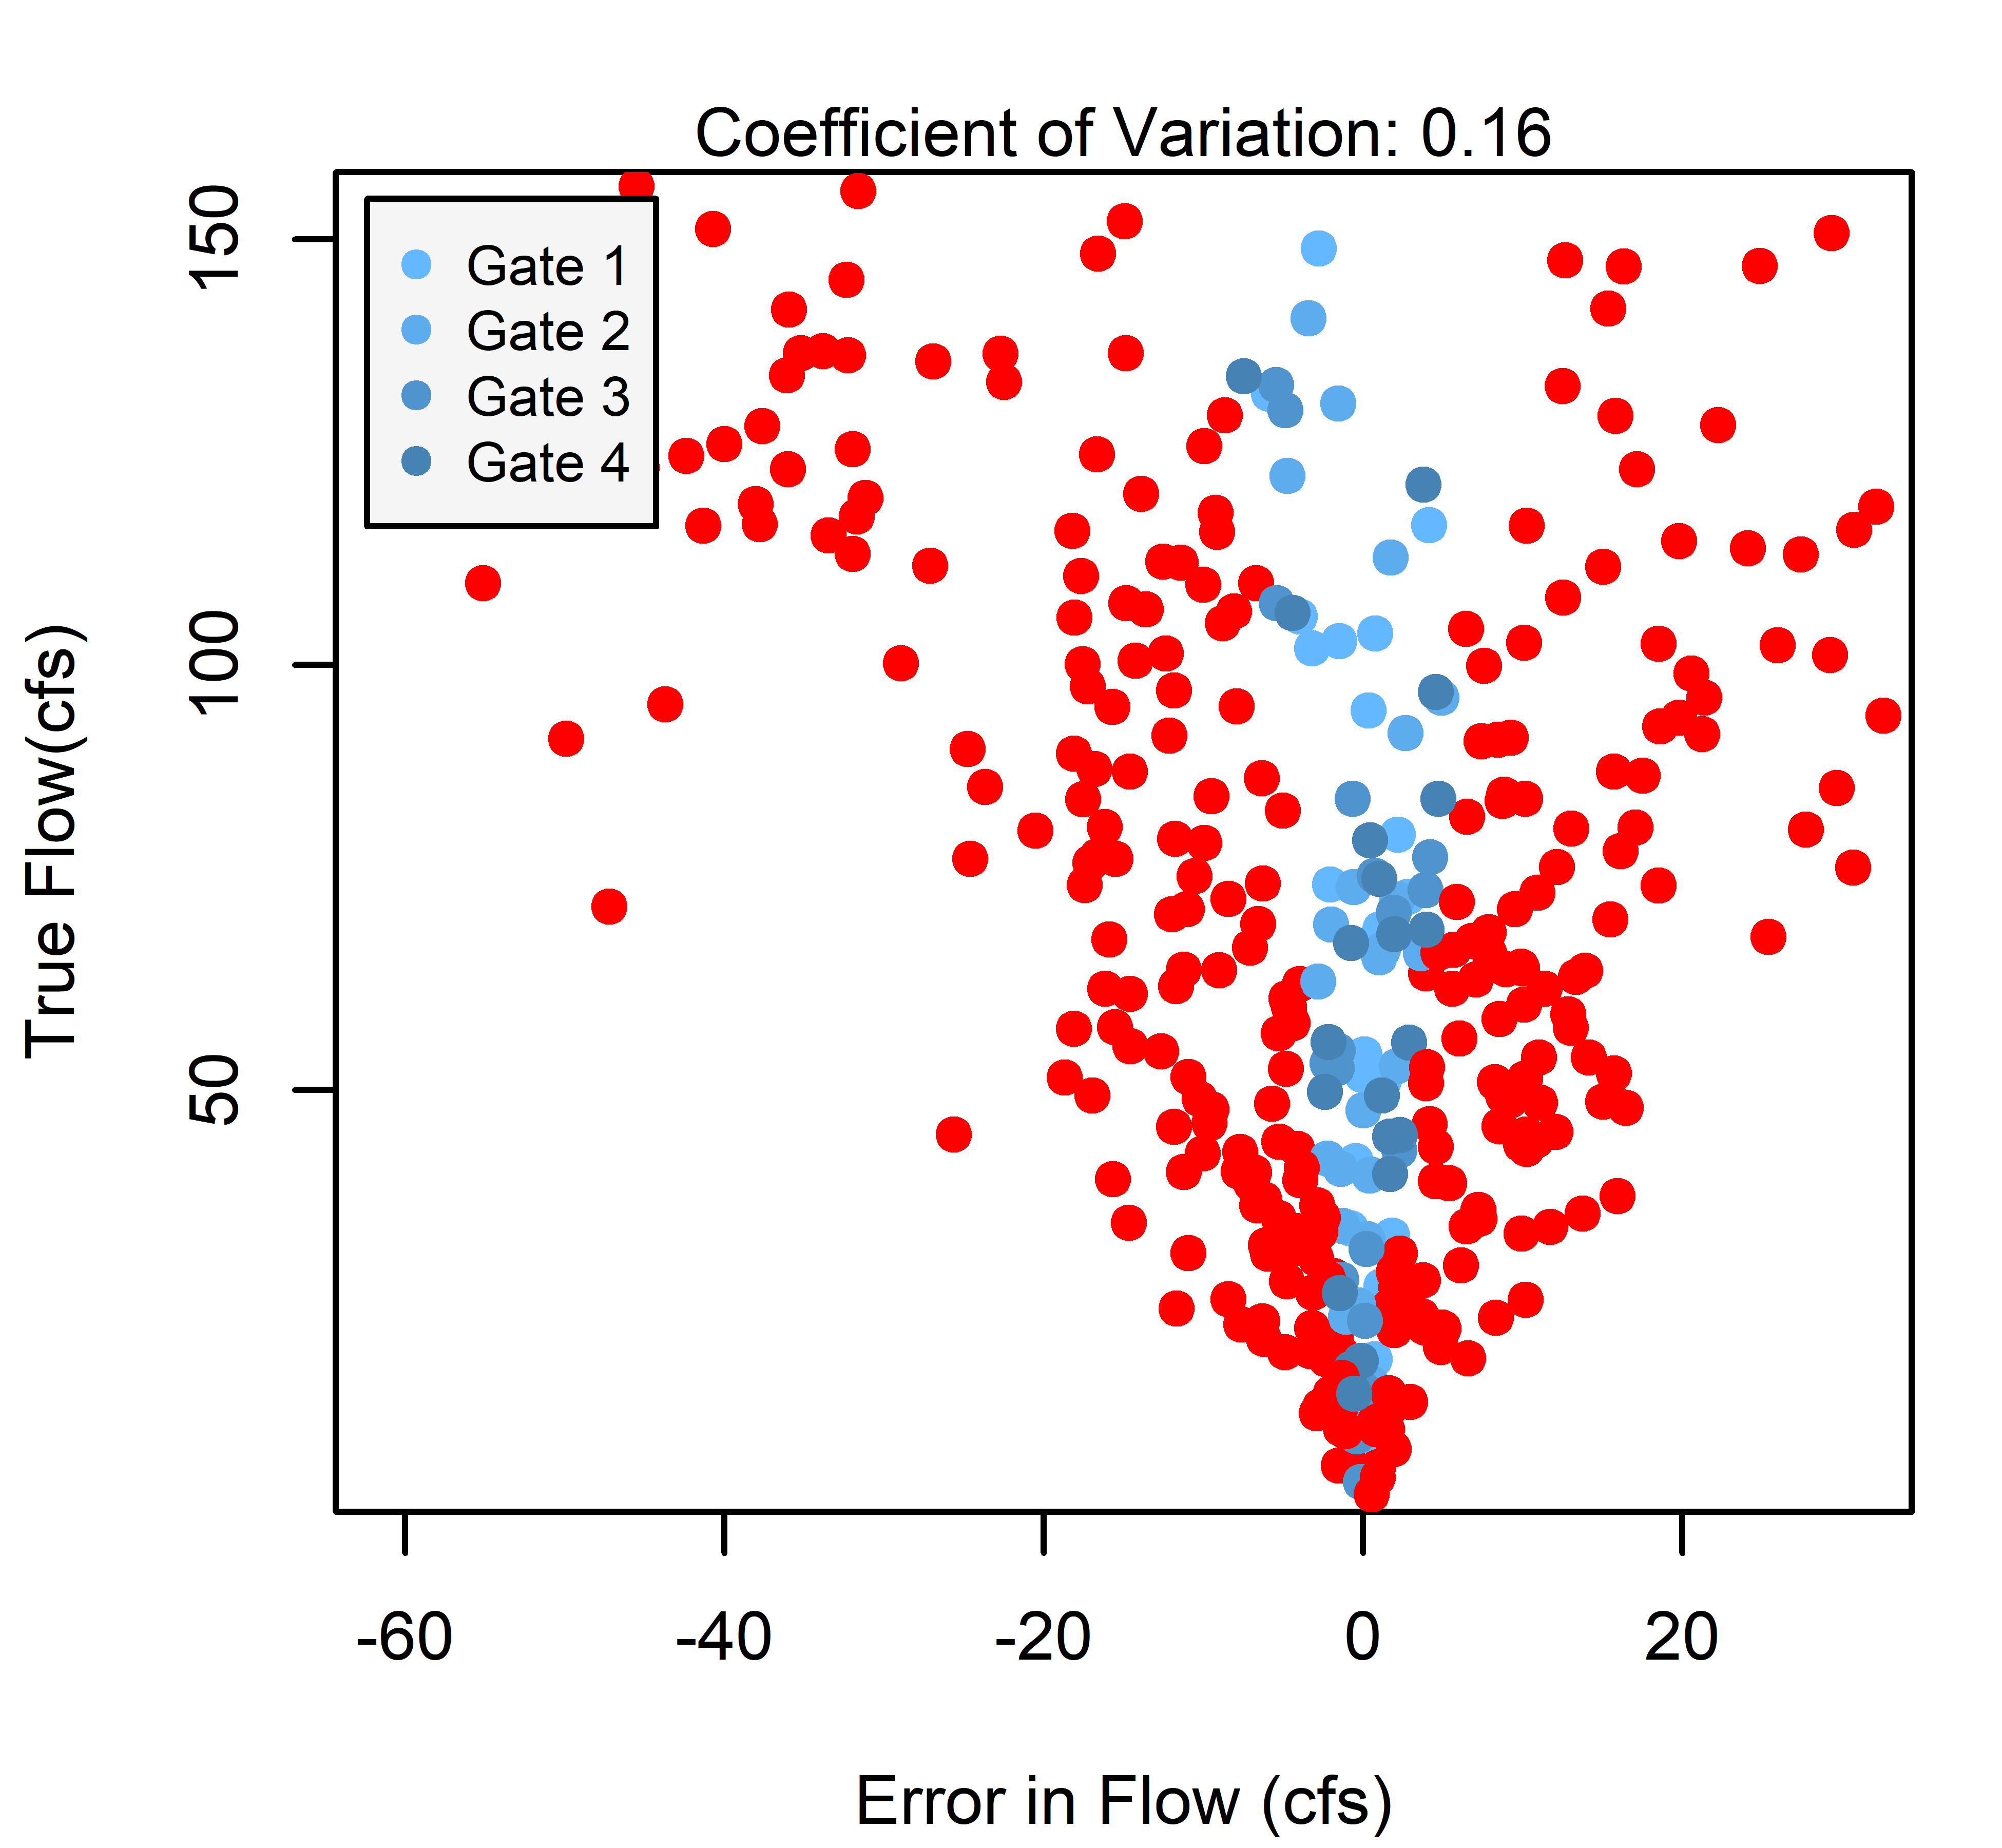 Coefficient of Variation: 0.16
Gate 1
Gate 2
Gate 3
Gate 4
150
100
50
True Flow(cfs)
-60 -40 -20 0 20
Error in Flow (cfs)